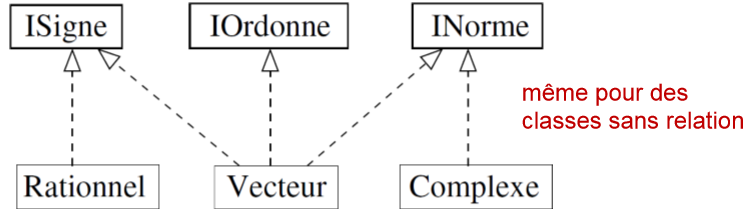 ISigne
IOrdonne
INorme
même pour des
classes sans relation
Rationnel
Vecteur
Complexe